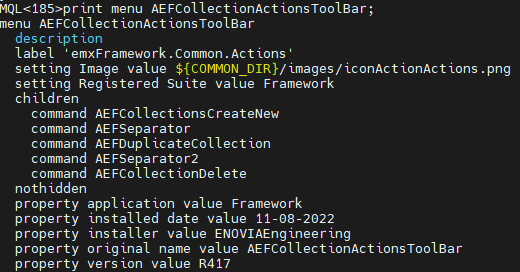 MQL<185>print menu AEFCollectionActionsToolBar;
menu AEFCollectionActionsToolBar
  description
  label 'emxFramework.Common.Actions'
  setting Image value ${COMMON_DIR}/images/iconActionActions.png
  setting Registered Suite value Framework
  children
    command AEFCollectionsCreateNew
    command AEFSeparator
    command AEFDuplicateCollection
    command AEFSeparator2
    command AEFCollectionDelete
  nothidden
  property application value Framework
  property installed date value 11-08-2022
  property installer value ENOVIAEngineering
  property original name value AEFCollectionActionsToolBar
  property version value R417